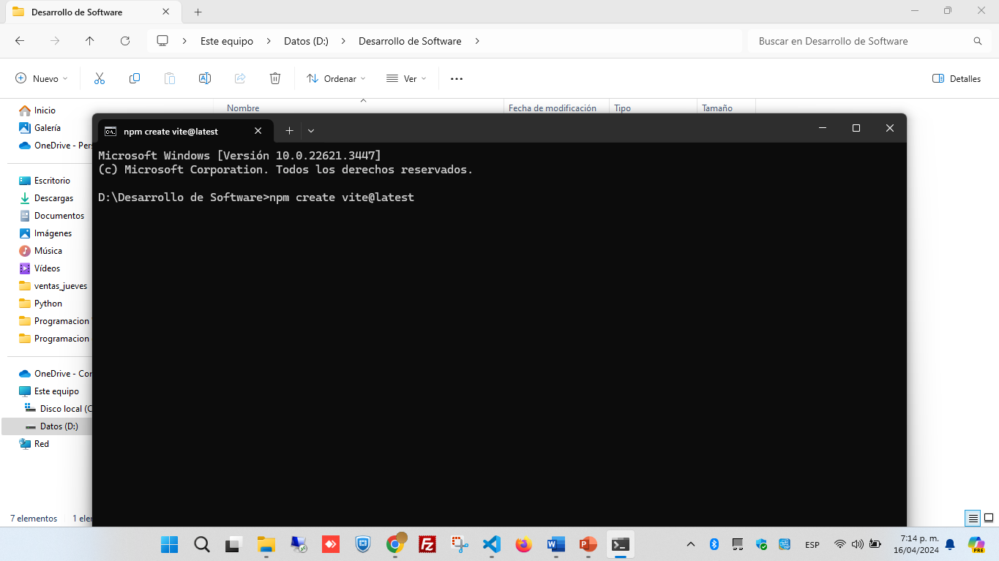 Desarrollo de Software
Este equipo > Datos (D:) > Desarrollo de Software >
Buscar en Desarrollo de Software
Nuevo
Ordenar
Ver
Detalles
Inicio
Galería
OneDrive - Pers
Escritorio
Descargas
Documentos
Imágenes
Música
Vídeos
ventas_jueves
Python
Programacion
Programacion
OneDrive - Cor
Este equipo
Disco local (C
Datos (D:)
Red
Nombre
Fecha de modificación
Tipo
Tamaño
npm create vite@latest
Microsoft Windows [Versión 10.0.22621.3447]
(c) Microsoft Corporation. Todos los derechos reservados.
D:\Desarrollo de Software>npm create vite@latest
7 elementos
1 eler
ESP
7:14 p. m.
16/04/2024
PRE